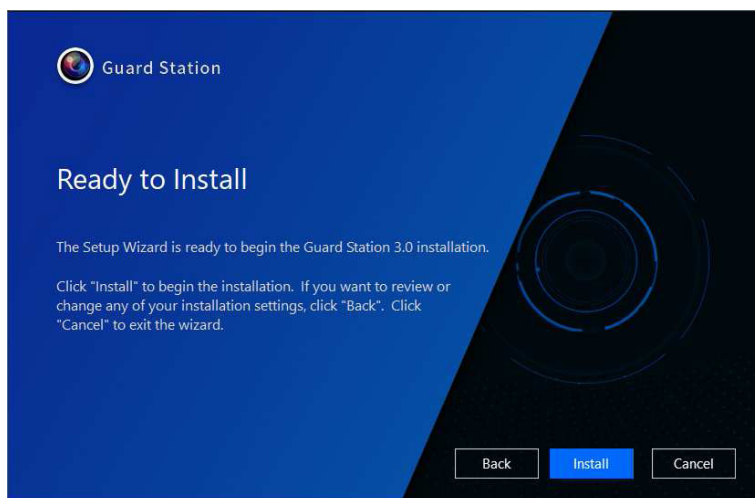 Guard Station
Ready to Install
The Setup Wizard is ready to begin the Guard Station 3.0 installation.
Click "Install" to begin the installation.  If you want to review or
change any of your installation settings, click "Back".  Click
"Cancel" to exit the wizard.
Back
Install
Cancel